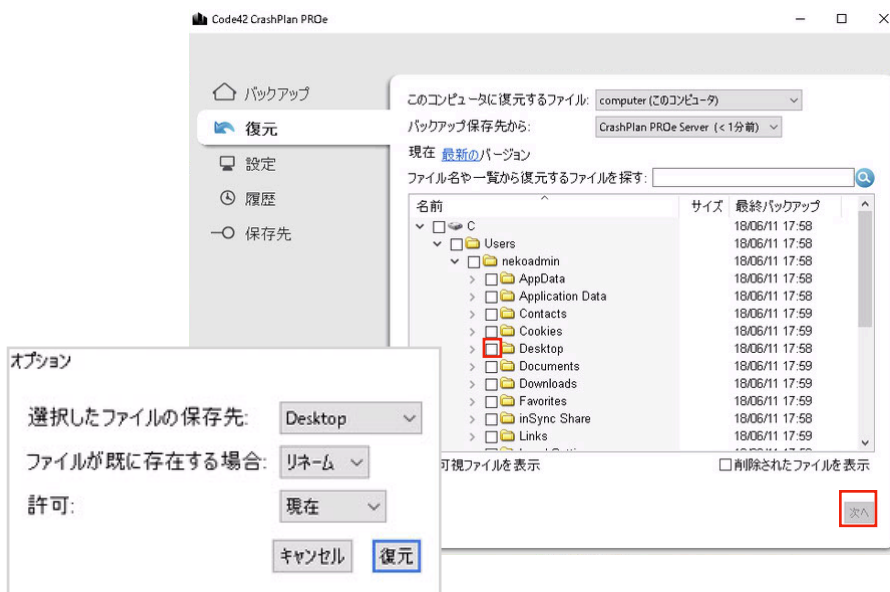 Code42 CrashPlan PROe
バックアップ
復元
設定
履歴
保存先
このコンピュータに復元するファイル: computer (このコンピュータ)
バックアップ保存先から: CrashPlan PROe Server (< 1分前)
現在 最新のバージョン
ファイル名や一覧から復元するファイルを探す:
名前 サイズ 最終バックアップ
C 18/06/11 17:58
Users 18/06/11 17:58
nekoadmin 18/06/11 17:58
AppData 18/06/11 17:58
Application Data 18/06/11 17:58
Contacts 18/06/11 17:59
Cookies 18/06/11 17:59
Desktop 18/06/11 17:58
Documents 18/06/11 17:59
Downloads 18/06/11 17:59
Favorites 18/06/11 17:59
inSync Share 18/06/11 17:58
Links 18/06/11 17:59
可視ファイルを表示 削除されたファイルを表示
次へ
オプション
選択したファイルの保存先: Desktop
ファイルが既に存在する場合: リネーム
許可: 現在
キャンセル 復元